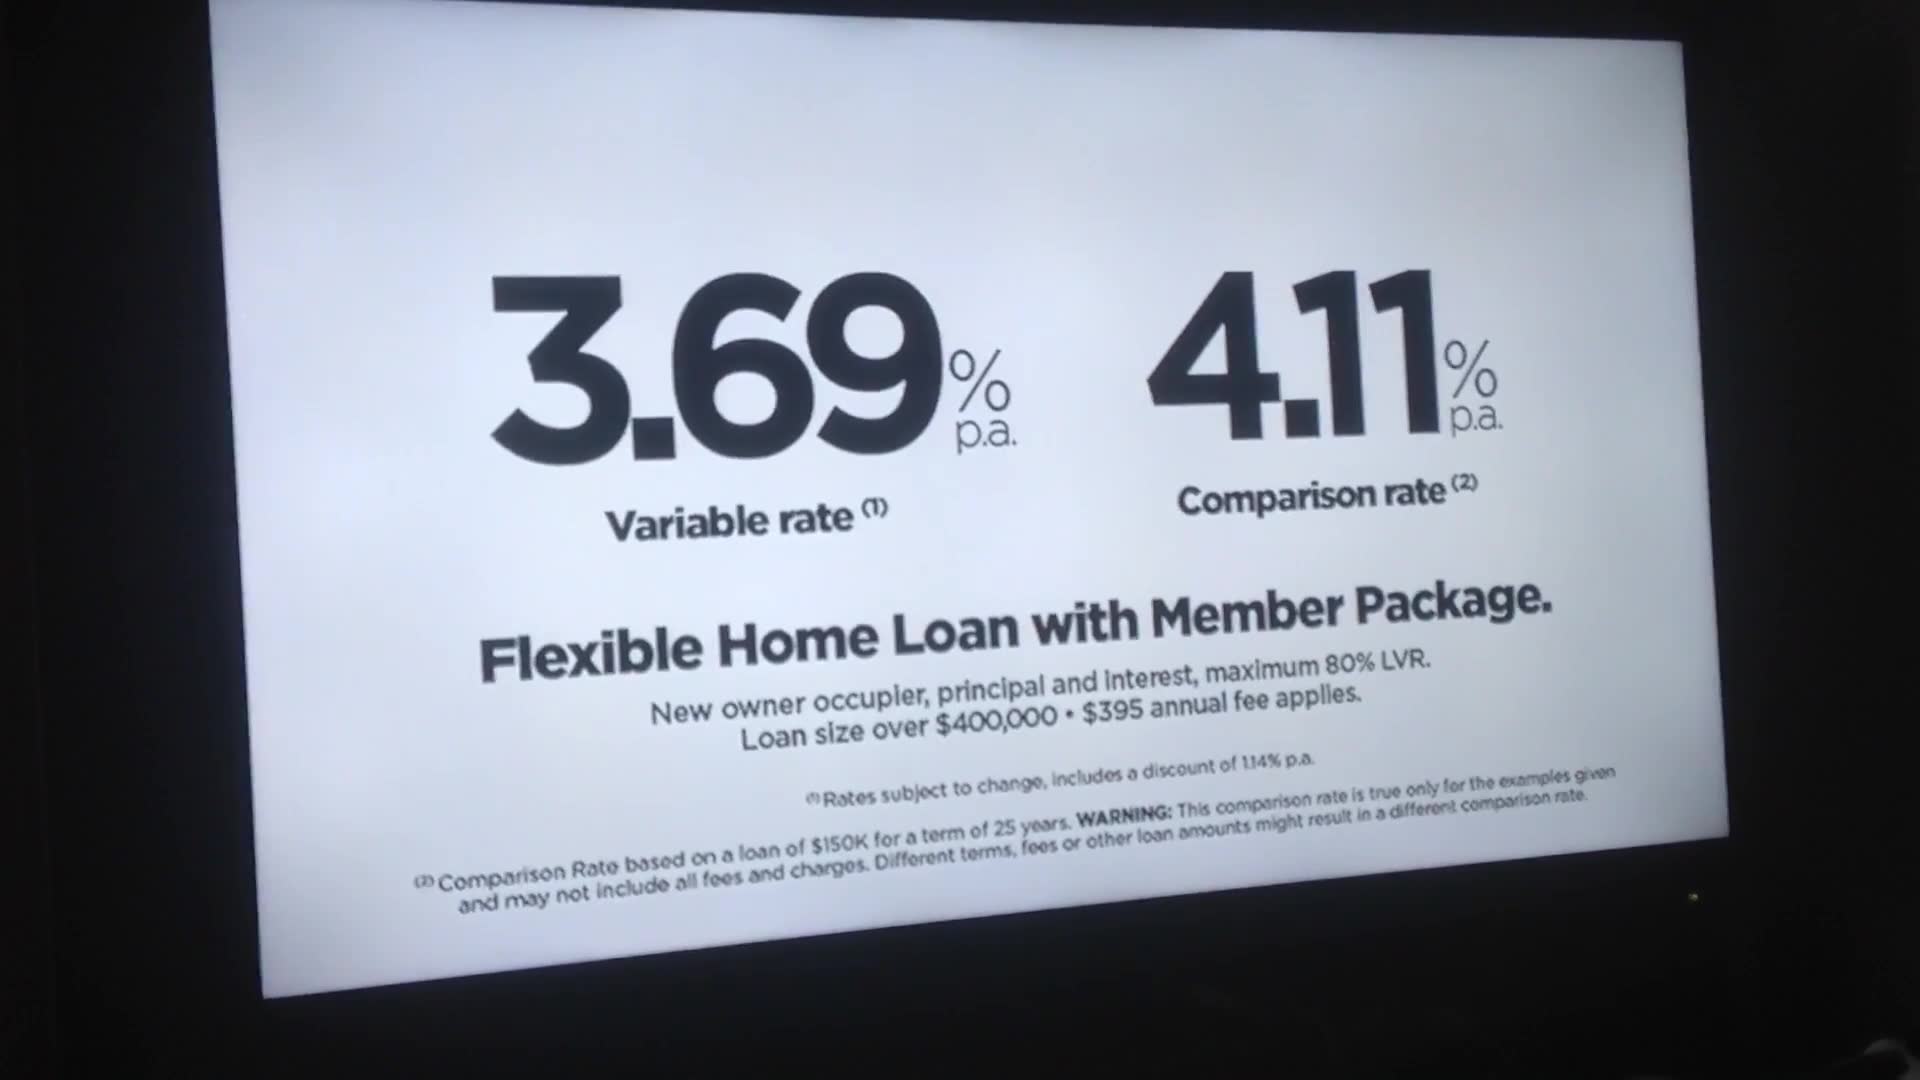 3.69% p.a.
Variable rate (1)
4.11% p.a.
Comparison rate (2)
Flexible Home Loan with Member Package.
New owner occupier, principal and interest, maximum 80% LVR.
Loan size over $400,000 • $395 annual fee applies.
(1) Rates subject to change, includes a discount of 1.14% p.a.
(2) Comparison Rate based on a loan of $150K for a term of 25 years. WARNING: This comparison rate is true only for the examples given
and may not include all fees and charges. Different terms, fees or other loan amounts might result in a different comparison rate.